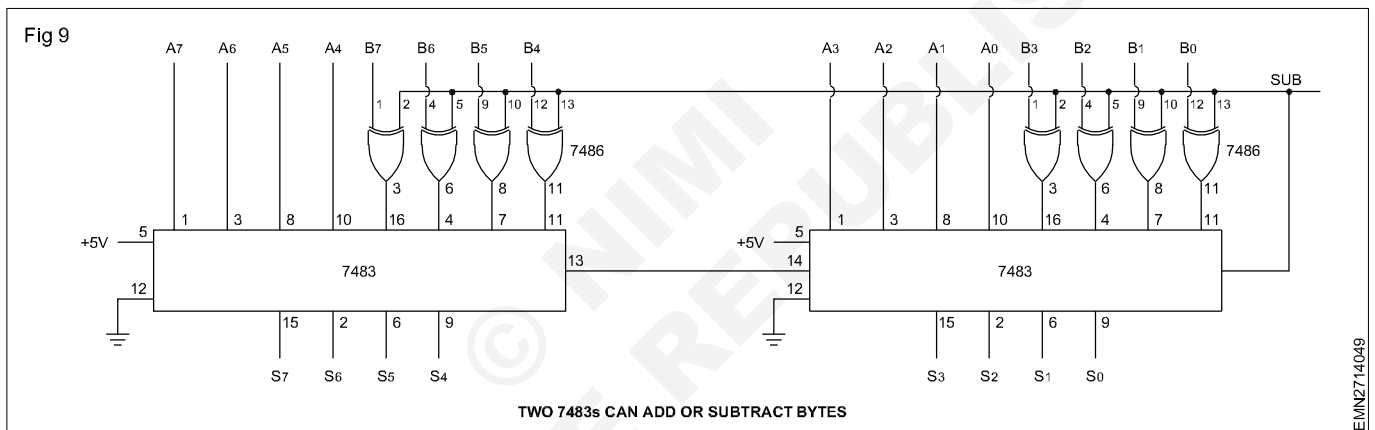 Fig 9
A7 A6 A5 A4 B7 B6 B5 B4 A3 A2 A1 A0 B3 B2 B1 B0
SUB
1 2 4 5 9 10 12 13 1 2 4 5 9 10 12 13
7486 7486
3 6 8 11 3 6 8 11
1 3 8 10 16 4 7 11 1 3 8 10 16 4 7 11
+5V 5 +5V 5
7483 13 14 7483
12 12
15 2 6 9 15 2 6 9
S7 S6 S5 S4 S3 S2 S1 S0
TWO 7483s CAN ADD OR SUBTRACT BYTES
EMN2714049
© NIMI
E REPUBLIS